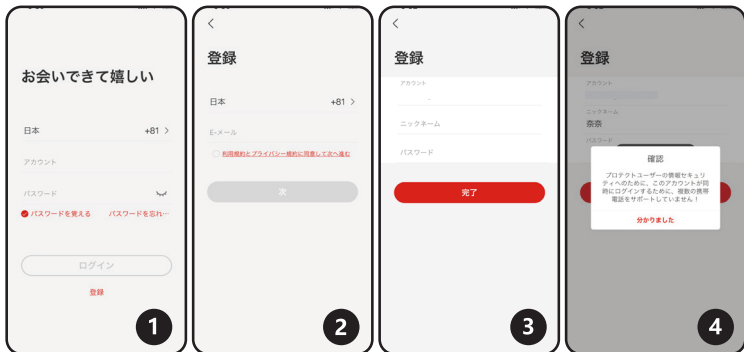 お会いできて嬉しい
日本 +81 >
アカウント
パスワード
パスワードを覚える パスワードを忘れ…
ログイン
登録
1
登録
日本 +81 >
E-メール
利用規約とプライバシー規約に同意して次へ進む
次
2
登録
アカウント
ニックネーム
パスワード
完了
3
登録
アカウント
ニックネーム
奈奈
パスワード
確認
プロテクトユーザーの情報セキュリ
ティへのために、このアカウントが同
時にログインするために、複数の携帯
電話をサポートしていません！
分かりました
4